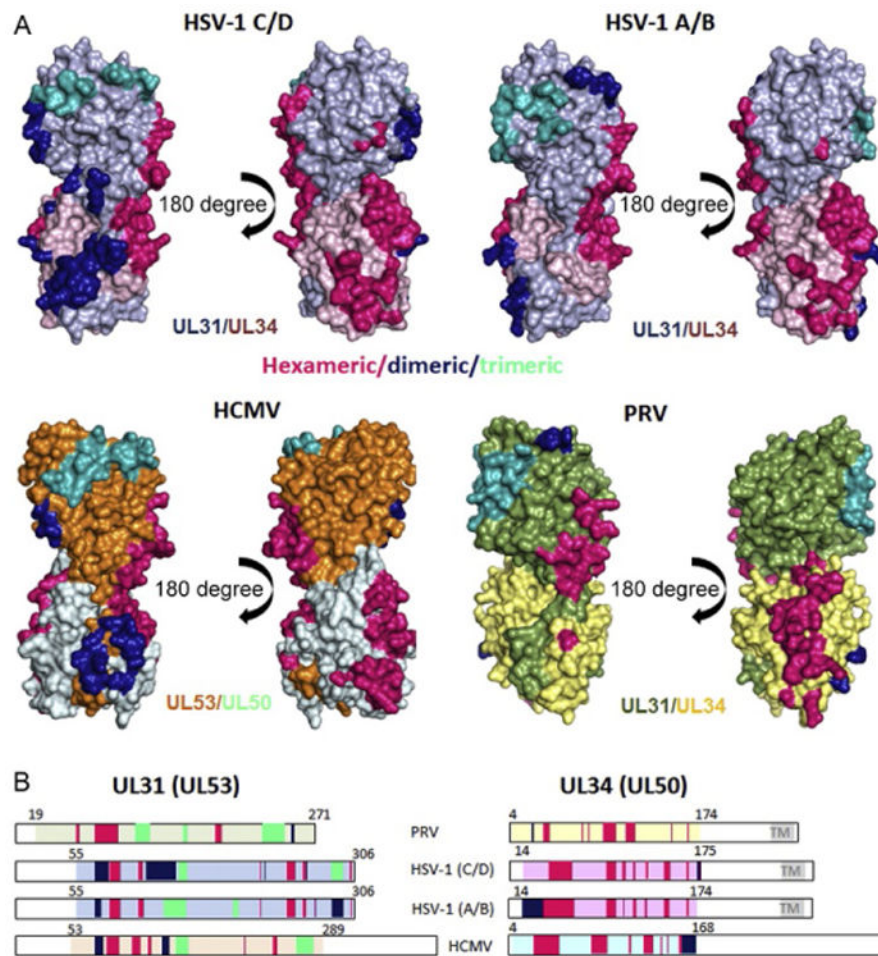 A
HSV-1 C/D
HSV-1 A/B
180 degree
180 degree
UL31/UL34
UL31/UL34
Hexameric/dimeric/trimeric
HCMV
PRV
180 degree
180 degree
UL53/UL50
UL31/UL34
B
UL31 (UL53)
UL34 (UL50)
19 271 PRV 4 174 TM
55 306 HSV-1 (C/D) 14 175 TM
55 306 HSV-1 (A/B) 14 174 TM
53 289 HCMV 4 168